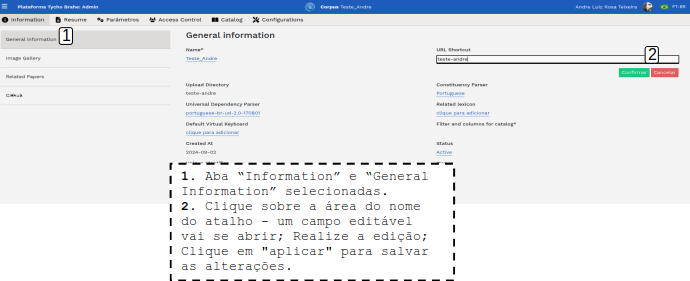 Plataforma Tycho Brahe: Admin
Corpus Teste_Andre
Andre Luiz Rosa Teixeira
PT-BR
Information Resume Parâmetros Access Control Catalog Configurations
General information
1
Image Gallery
Related Papers
GitHub
General information
Name*
Teste_Andre
URL Shortcut
teste-andre
2
Confirmar Cancelar
Upload Directory
teste-andre
Constituency Parser
Portuguese
Universal Dependency Parser
portuguese-br-ud-2.0-170801
Related lexicon
clique para adicionar
Default Virtual Keyboard
clique para adicionar
Filter and columns for catalog*
Created At
2024-09-02
Status
Active
1. Aba “Information” e “General
Information” selecionadas.
2. Clique sobre a área do nome
do atalho - um campo editável
vai se abrir; Realize a edição;
Clique em "aplicar" para salvar
as alterações.